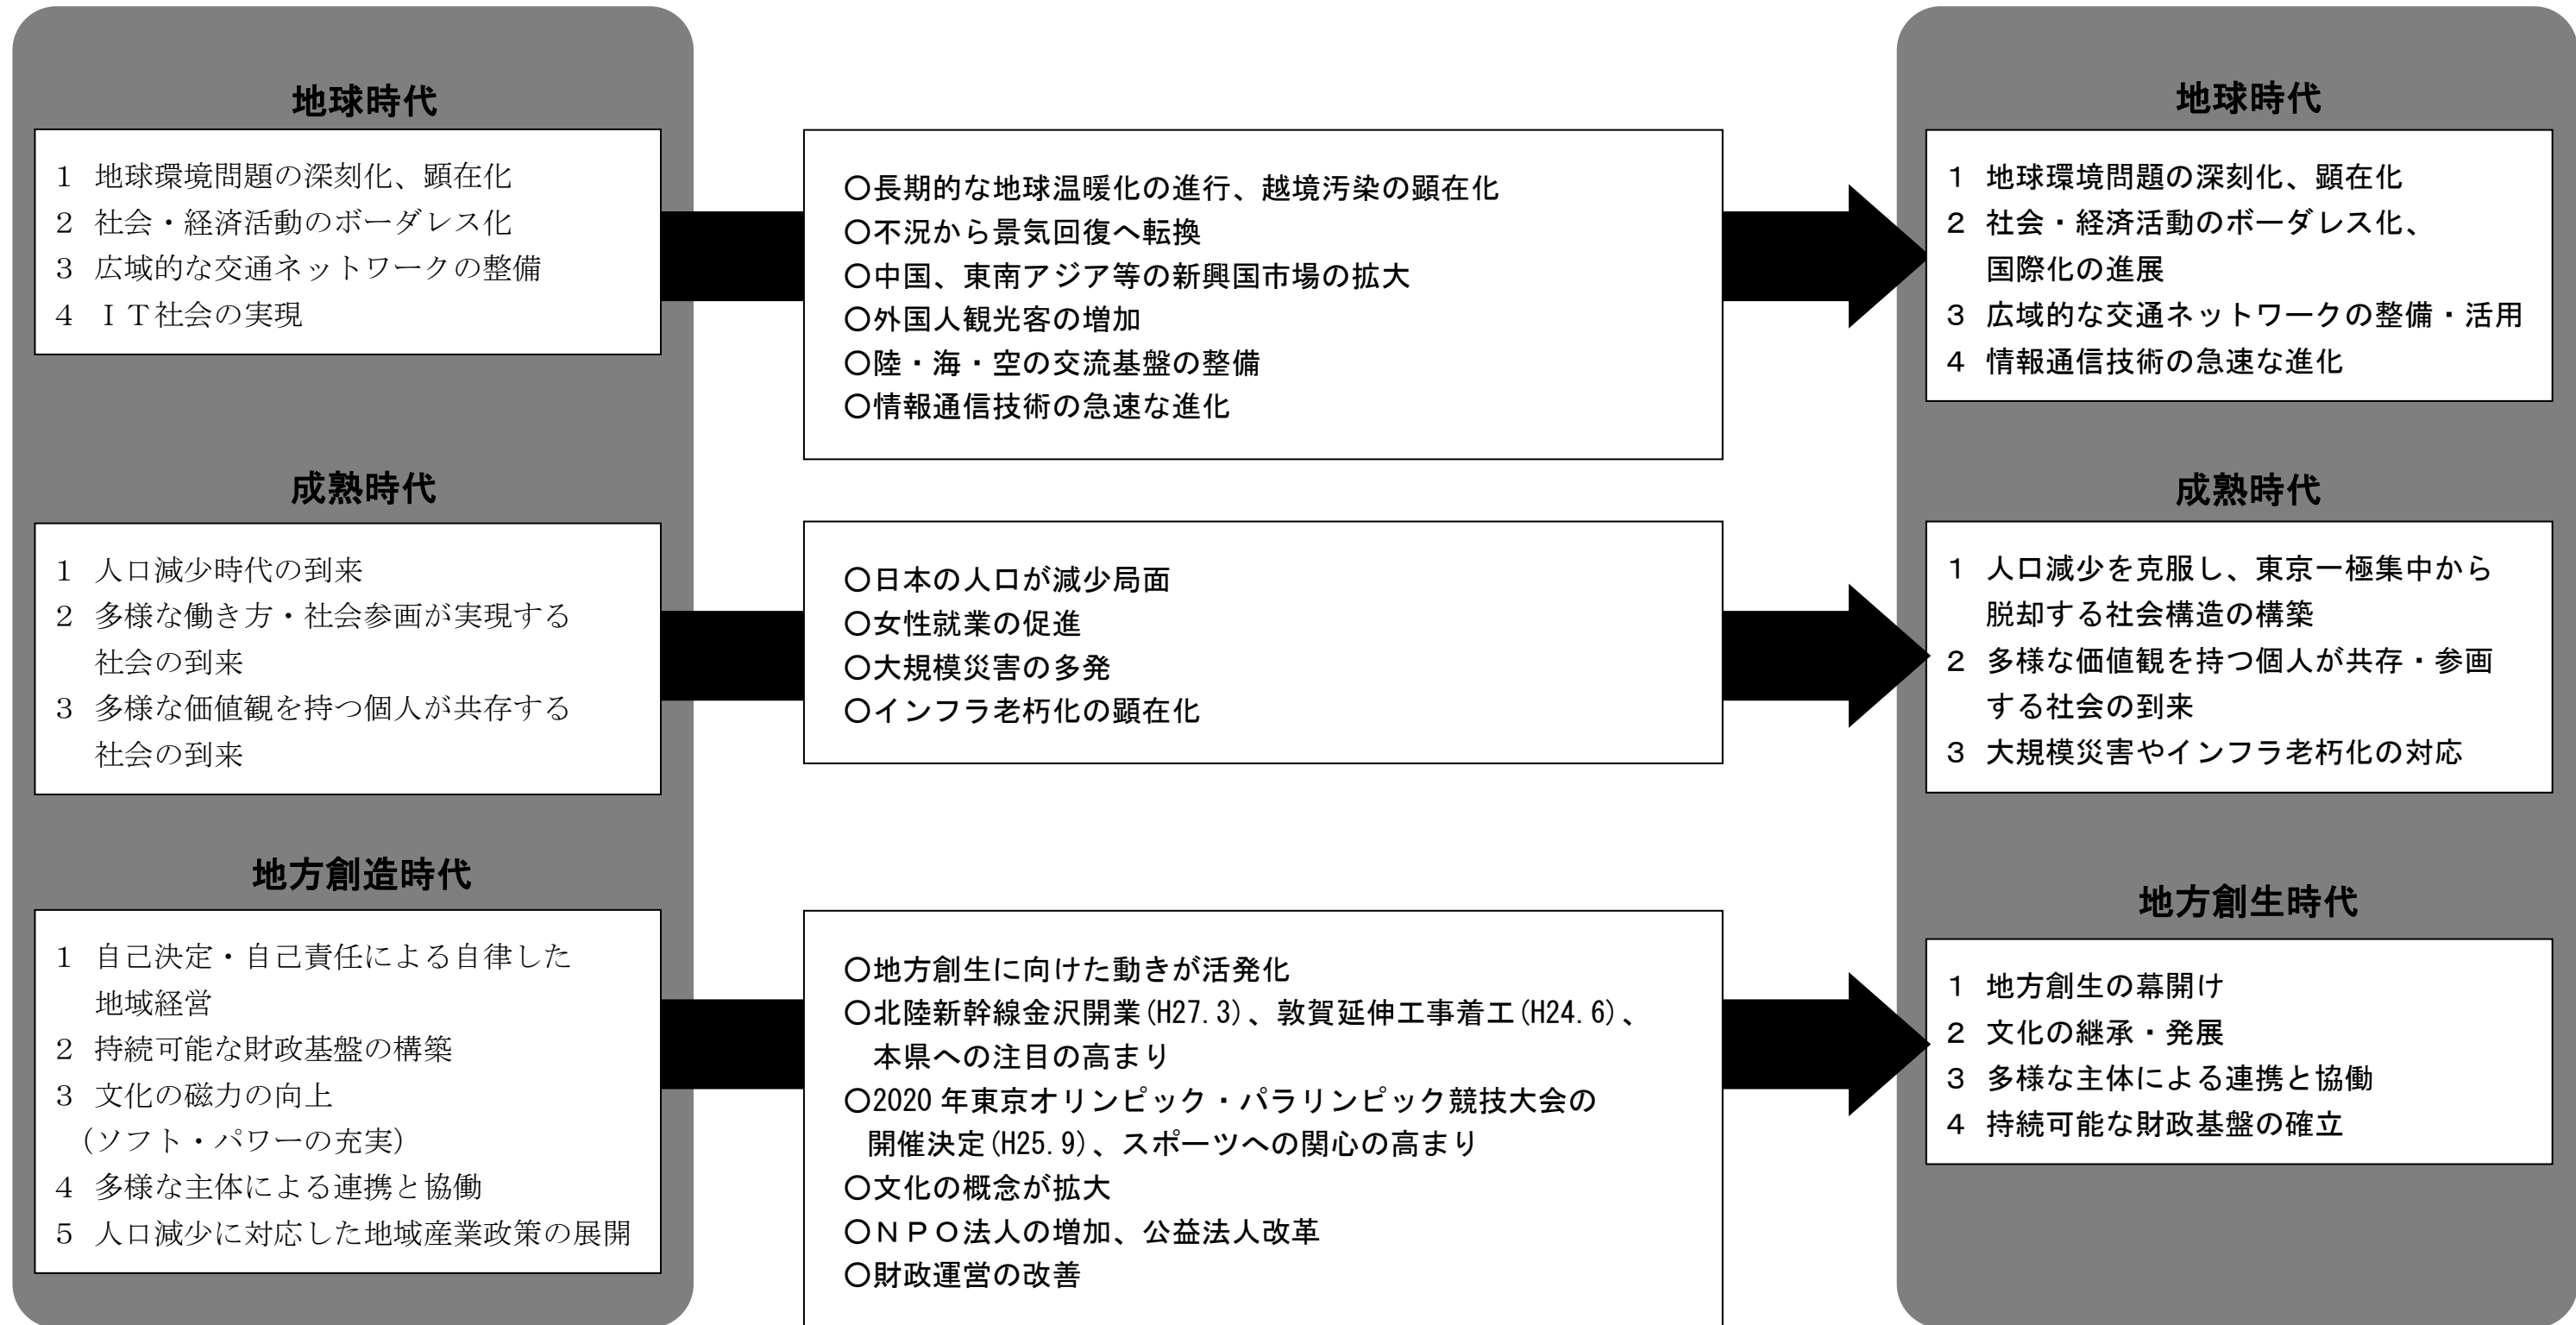 地球時代
１ 地球環境問題の深刻化、顕在化
２ 社会・経済活動のボーダレス化
３ 広域的な交通ネットワークの整備
４ ＩＴ社会の実現
成熟時代
１ 人口減少時代の到来
２ 多様な働き方・社会参画が実現する
社会の到来
３ 多様な価値観を持つ個人が共存する
社会の到来
地方創造時代
１ 自己決定・自己責任による自律した
地域経営
２ 持続可能な財政基盤の構築
３ 文化の磁力の向上
（ソフト・パワーの充実）
４ 多様な主体による連携と協働
５ 人口減少に対応した地域産業政策の展開
○長期的な地球温暖化の進行、越境汚染の顕在化
○不況から景気回復へ転換
○中国、東南アジア等の新興国市場の拡大
○外国人観光客の増加
○陸・海・空の交流基盤の整備
○情報通信技術の急速な進化
○日本の人口が減少局面
○女性就業の促進
○大規模災害の多発
○インフラ老朽化の顕在化
○地方創生に向けた動きが活発化
○北陸新幹線金沢開業(H27.3)、敦賀延伸工事着工(H24.6)、
本県への注目の高まり
○2020年東京オリンピック・パラリンピック競技大会の
開催決定(H25.9)、スポーツへの関心の高まり
○文化の概念が拡大
○ＮＰＯ法人の増加、公益法人改革
○財政運営の改善
地球時代
１ 地球環境問題の深刻化、顕在化
２ 社会・経済活動のボーダレス化、
国際化の進展
３ 広域的な交通ネットワークの整備・活用
４ 情報通信技術の急速な進化
成熟時代
１ 人口減少を克服し、東京一極集中から
脱却する社会構造の構築
２ 多様な価値観を持つ個人が共存・参画
する社会の到来
３ 大規模災害やインフラ老朽化の対応
地方創生時代
１ 地方創生の幕開け
２ 文化の継承・発展
３ 多様な主体による連携と協働
４ 持続可能な財政基盤の確立